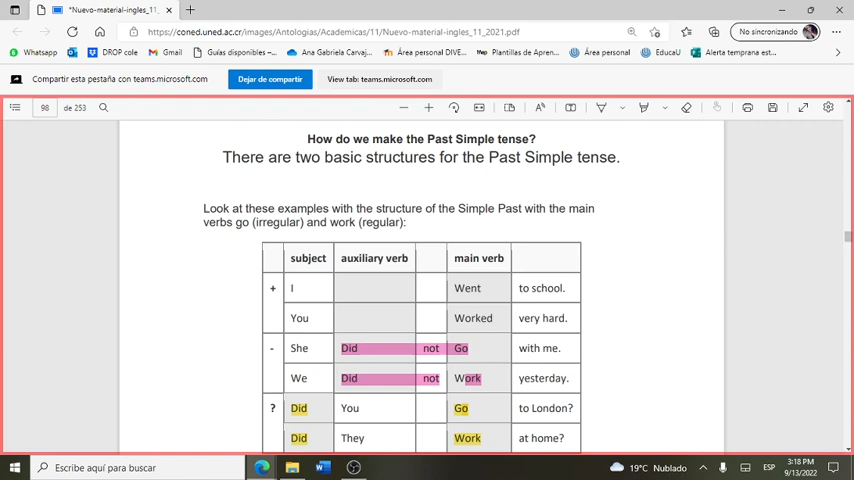 *Nuevo-material-ingles_11_
https://coned.uned.ac.cr/images/Antologias/Academicas/11/Nuevo-material-ingles_11_2021.pdf
No sincronizando
Whatsapp
DROP cole
Gmail
Guías disponibles –...
Ana Gabriela Carvaj...
Área personal DIVE...
Plantillas de Apren...
Área personal
EducaU
Alerta temprana est...
Compartir esta pestaña con teams.microsoft.com
Dejar de compartir
View tab: teams.microsoft.com
98 de 253
How do we make the Past Simple tense?
There are two basic structures for the Past Simple tense.
Look at these examples with the structure of the Simple Past with the main
verbs go (irregular) and work (regular):
subject auxiliary verb main verb
+ I Went to school.
You Worked very hard.
- She Did not Go with me.
We Did not Work yesterday.
? Did You Go to London?
Did They Work at home?
Escribe aquí para buscar
19°C Nublado
ESP
3:18 PM
9/13/2022